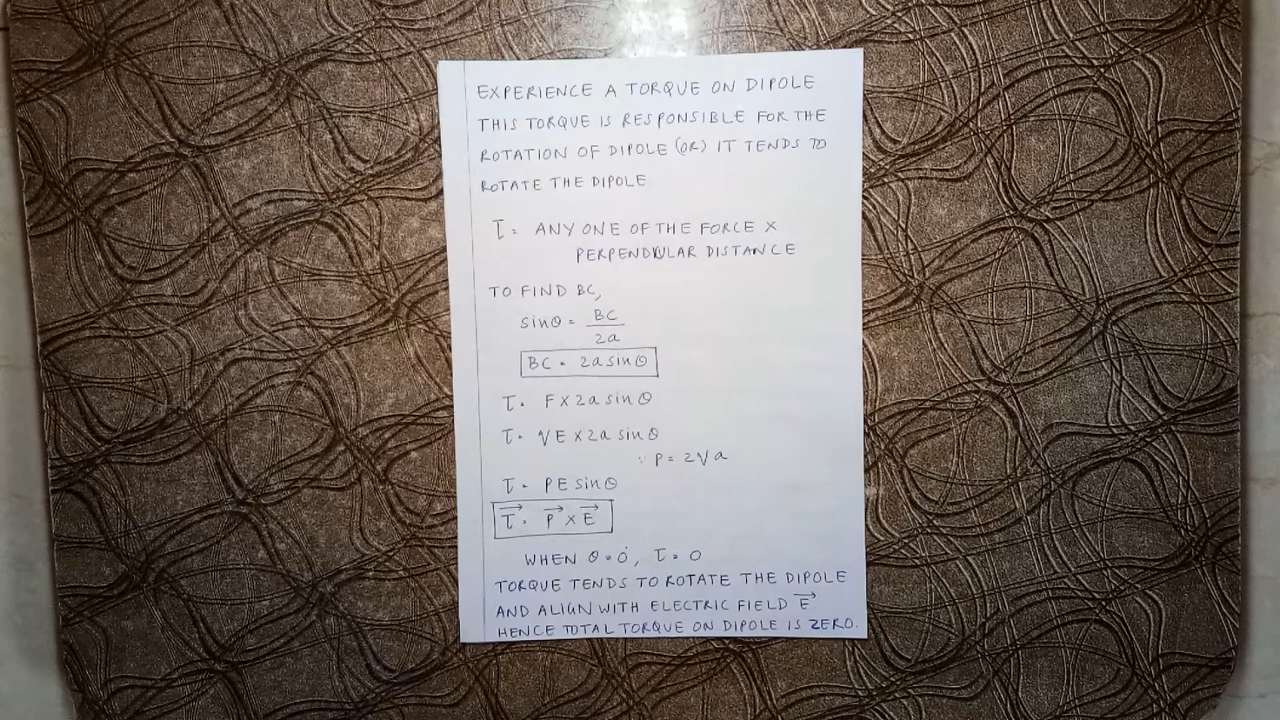 EXPERIENCE A TORQUE ON DIPOLE
THIS TORQUE IS RESPONSIBLE FOR THE
ROTATION OF DIPOLE (OR) IT TENDS TO
ROTATE THE DIPOLE
τ = ANY ONE OF THE FORCE ×
PERPENDICULAR DISTANCE
TO FIND BC,
sinθ = BC/2a
BC = 2a sinθ
τ = F × 2a sinθ
τ = qE × 2a sinθ
∵ P = 2qa
τ = PE sinθ
τ⃗ = P⃗ × E⃗
WHEN θ = 0°, τ = 0
TORQUE TENDS TO ROTATE THE DIPOLE
AND ALIGN WITH ELECTRIC FIELD E⃗
HENCE TOTAL TORQUE ON DIPOLE IS ZERO.